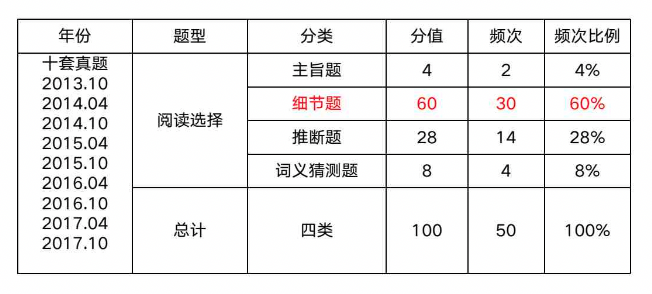 年份 题型 分类 分值 频次 频次比例
十套真题
2013.10
2014.04
2014.10
2015.04
2015.10
2016.04
2016.10
2017.04
2017.10
阅读选择
主旨题 4 2 4%
细节题 60 30 60%
推断题 28 14 28%
词义猜测题 8 4 8%
总计 四类 100 50 100%